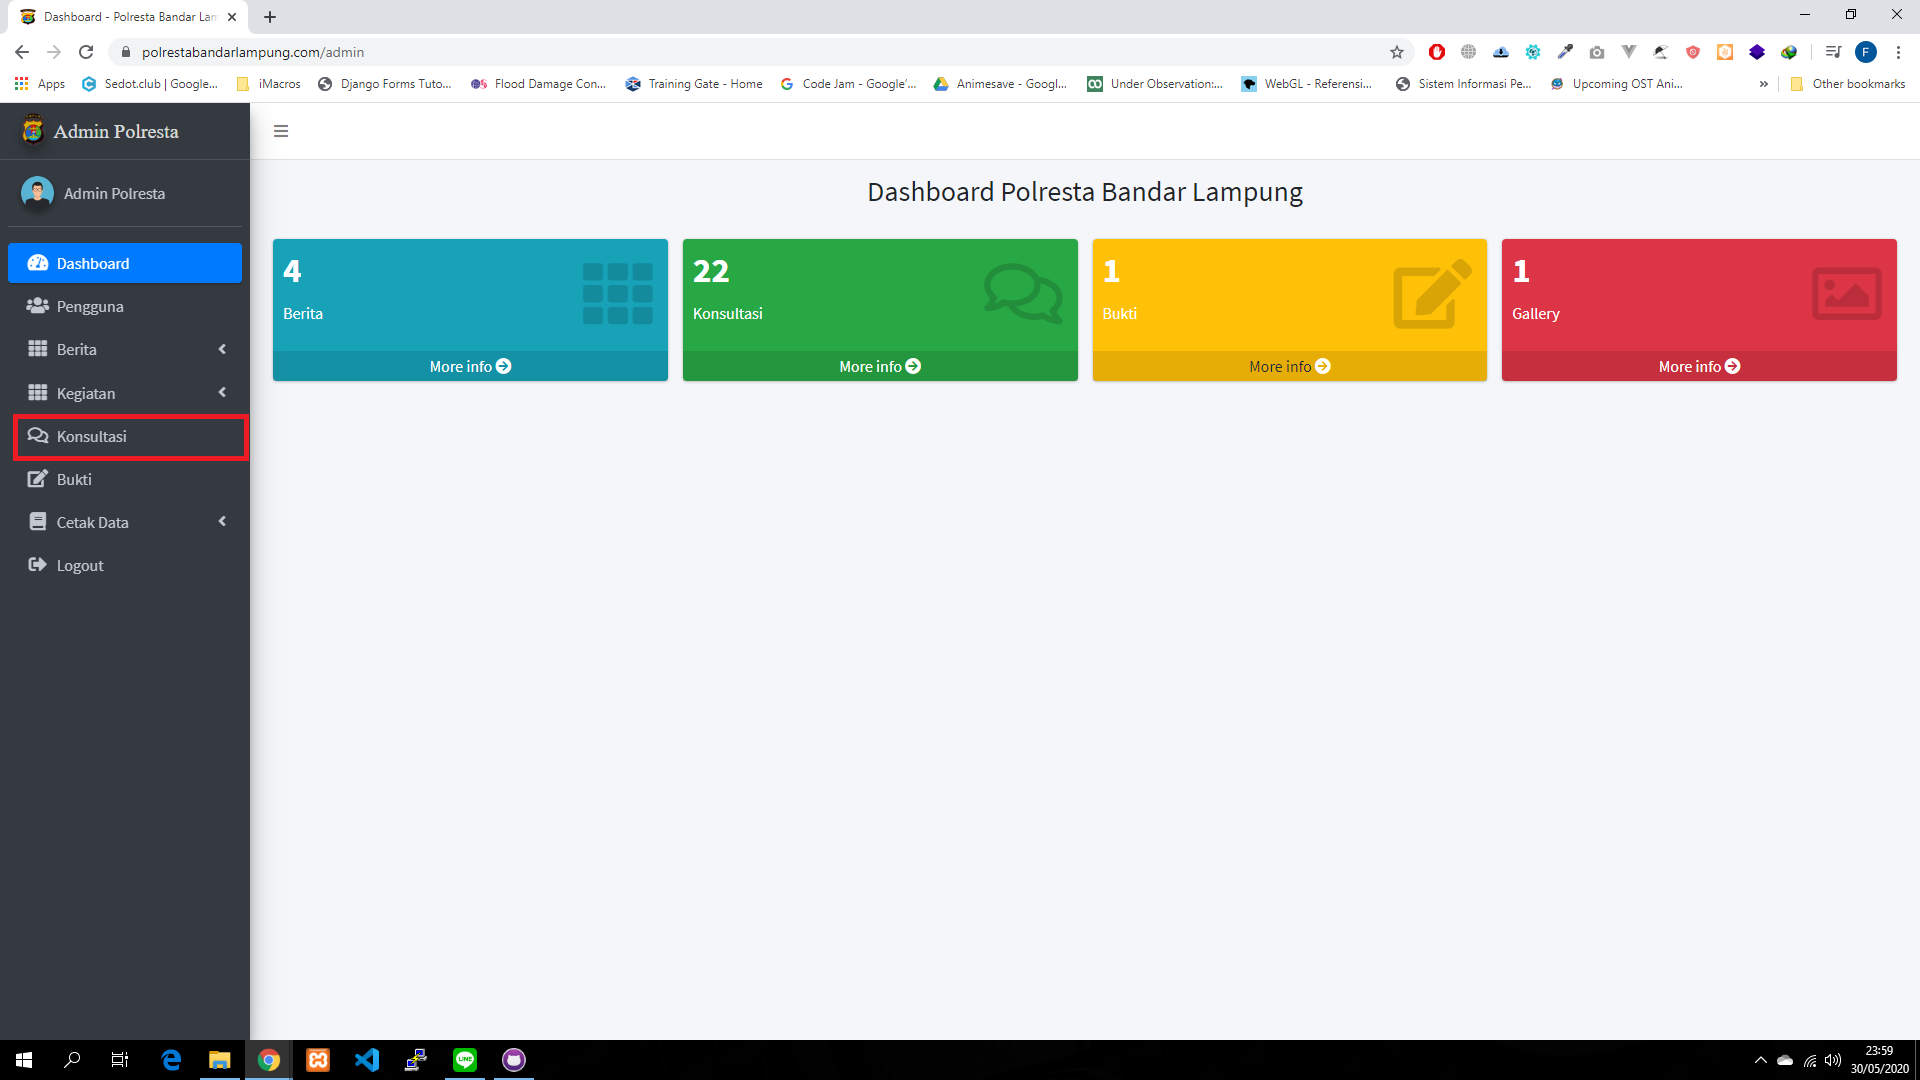 Dashboard - Polresta Bandar Lam
polrestabandarlampung.com/admin
F
Apps
Sedot.club | Google...
iMacros
Django Forms Tuto...
Flood Damage Con...
Training Gate - Home
Code Jam - Google'...
Animesave - Googl...
Under Observation:...
WebGL - Referensi...
Sistem Informasi Pe...
Upcoming OST Ani...
»
Other bookmarks
Admin Polresta
Admin Polresta
Dashboard
Pengguna
Berita
Kegiatan
Konsultasi
Bukti
Cetak Data
Logout
Dashboard Polresta Bandar Lampung
4
Berita
More info
22
Konsultasi
More info
1
Bukti
More info
1
Gallery
More info
LINE
23:59
30/05/2020